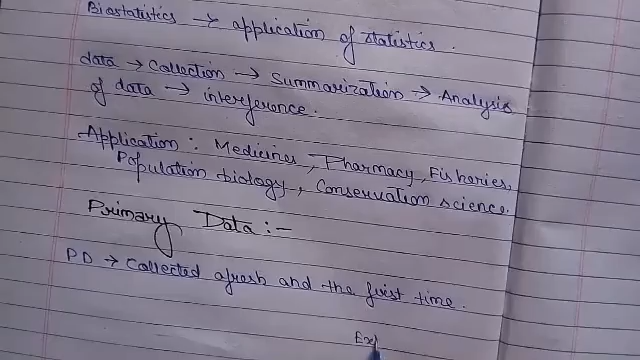 Biostatistics → application of statistics.
data → Collection → Summarization → Analysis
of data → interference.
Application : Medicines, Pharmacy, Fisheries,
Population biology, Conservation science.
Primary Data :-
PD → Collected afresh and the first time.
Ex